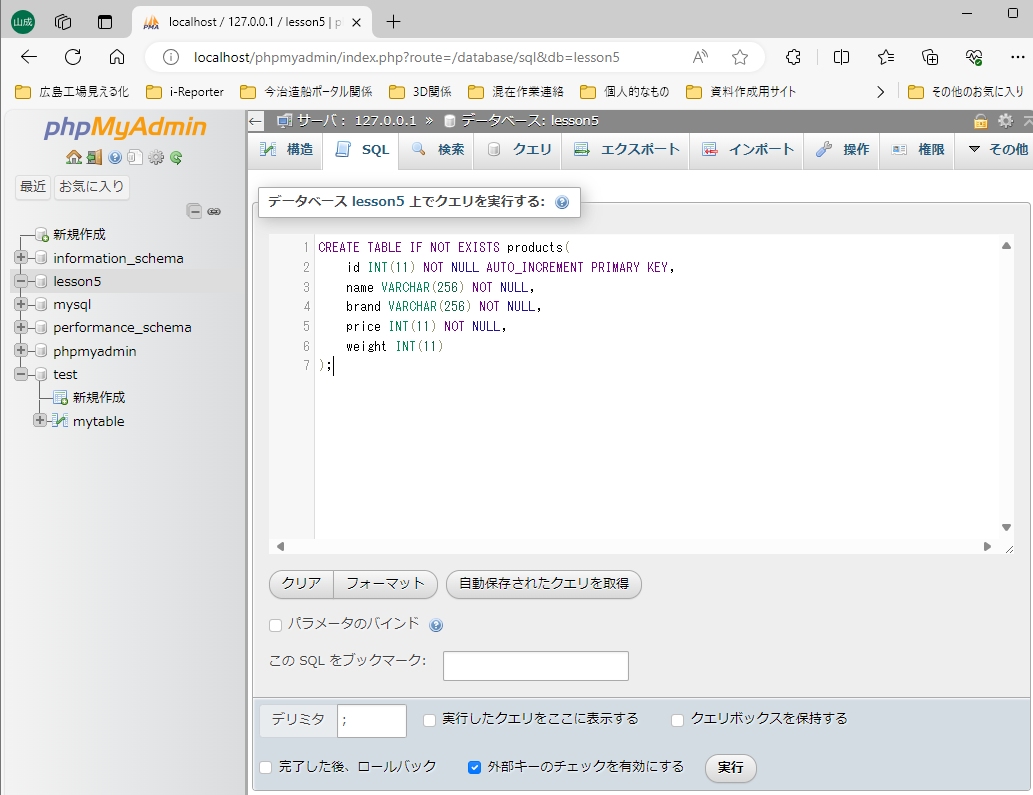 山成
localhost / 127.0.0.1 / lesson5 | p
localhost/phpmyadmin/index.php?route=/database/sql&db=lesson5
広島工場見える化 i-Reporter 今治造船ポータル関係 3D関係 混在作業連絡 個人的なもの 資料作成用サイト その他のお気に入り
phpMyAdmin
最近 お気に入り
新規作成
information_schema
lesson5
mysql
performance_schema
phpmyadmin
test
新規作成
mytable
サーバ: 127.0.0.1 » データベース: lesson5
構造 SQL 検索 クエリ エクスポート インポート 操作 権限 その他
データベース lesson5 上でクエリを実行する:
1 CREATE TABLE IF NOT EXISTS products(
2 id INT(11) NOT NULL AUTO_INCREMENT PRIMARY KEY,
3 name VARCHAR(256) NOT NULL,
4 brand VARCHAR(256) NOT NULL,
5 price INT(11) NOT NULL,
6 weight INT(11)
7 );
クリア フォーマット 自動保存されたクエリを取得
パラメータのバインド
この SQL をブックマーク:
デリミタ ; 実行したクエリをここに表示する クエリボックスを保持する
完了した後、ロールバック 外部キーのチェックを有効にする 実行